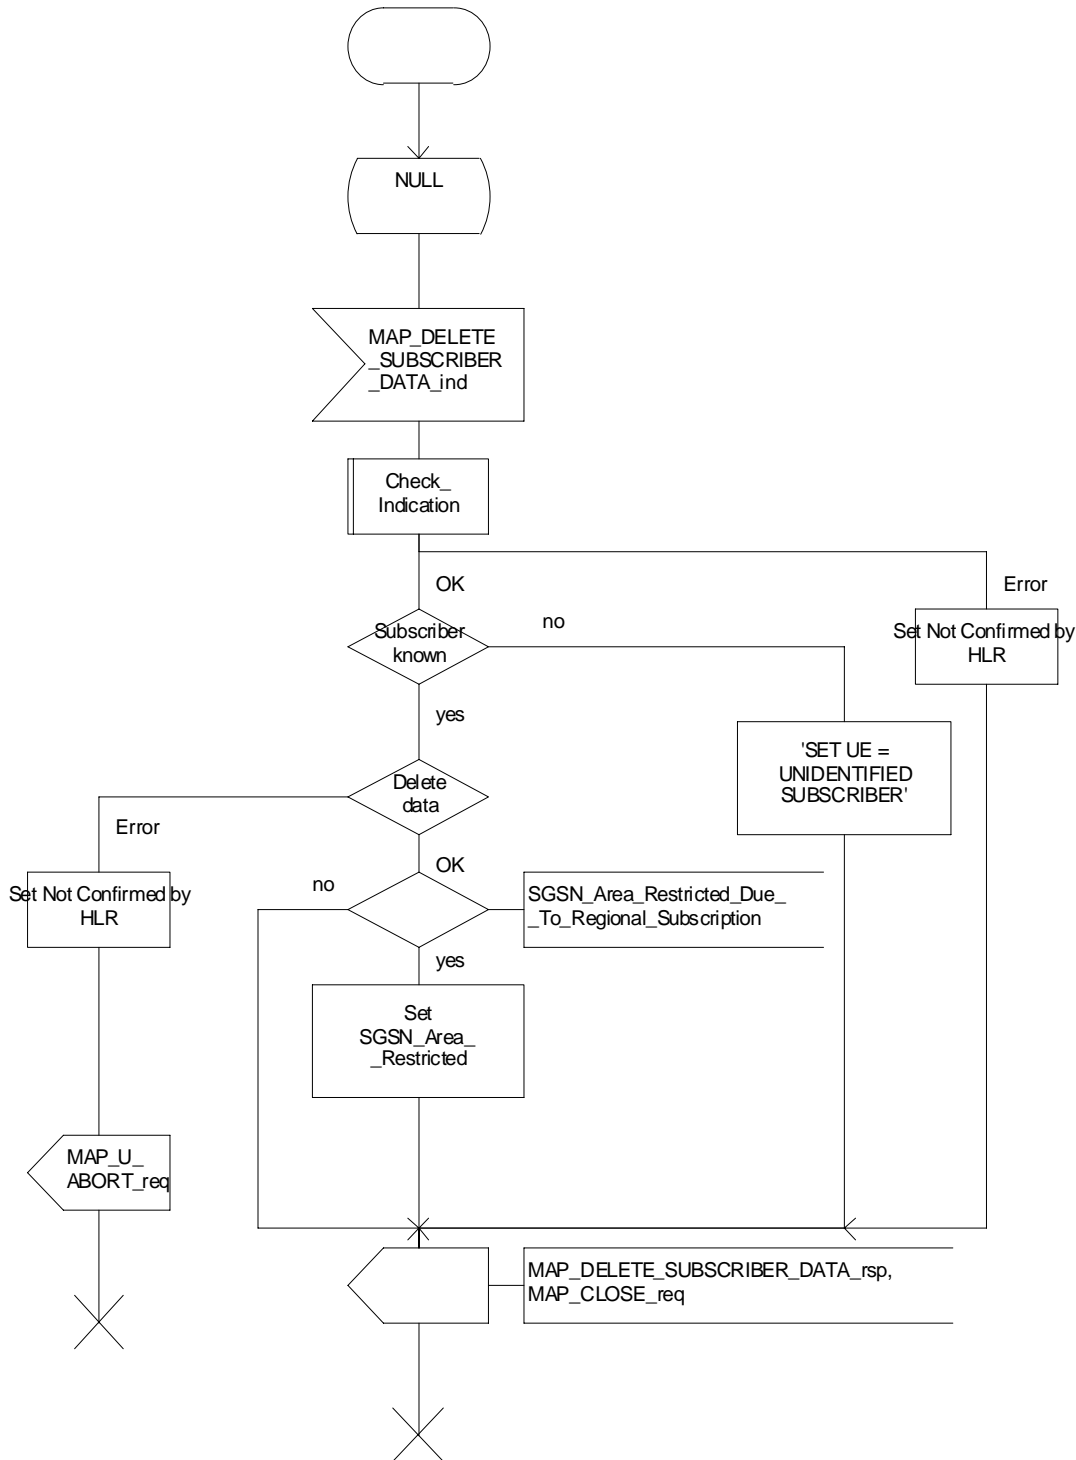 NULL
MAP_DELETE
_SUBSCRIBER
_DATA_ind
Check_
Indication
OK
Error
Subscriber
known
no
Set Not Confirmed by
HLR
yes
'SET UE =
UNIDENTIFIED
SUBSCRIBER'
Delete
data
Error
OK
no
Set Not Confirmed by
HLR
SGSN_Area_Restricted_Due_
_To_Regional_Subscription
yes
Set
SGSN_Area_
_Restricted
MAP_U_
ABORT_req
MAP_DELETE_SUBSCRIBER_DATA_rsp,
MAP_CLOSE_req